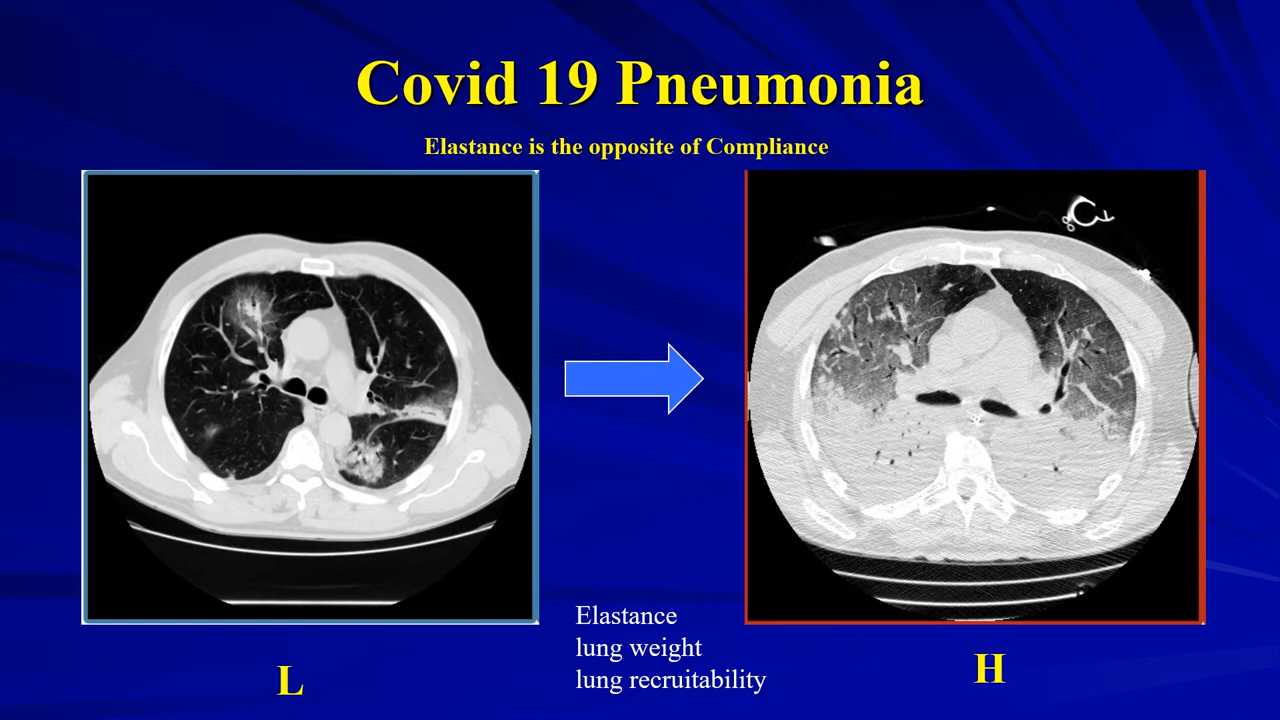 Covid 19 Pneumonia
Elastance is the opposite of Compliance
Elastance
lung weight
lung recruitability
L
H